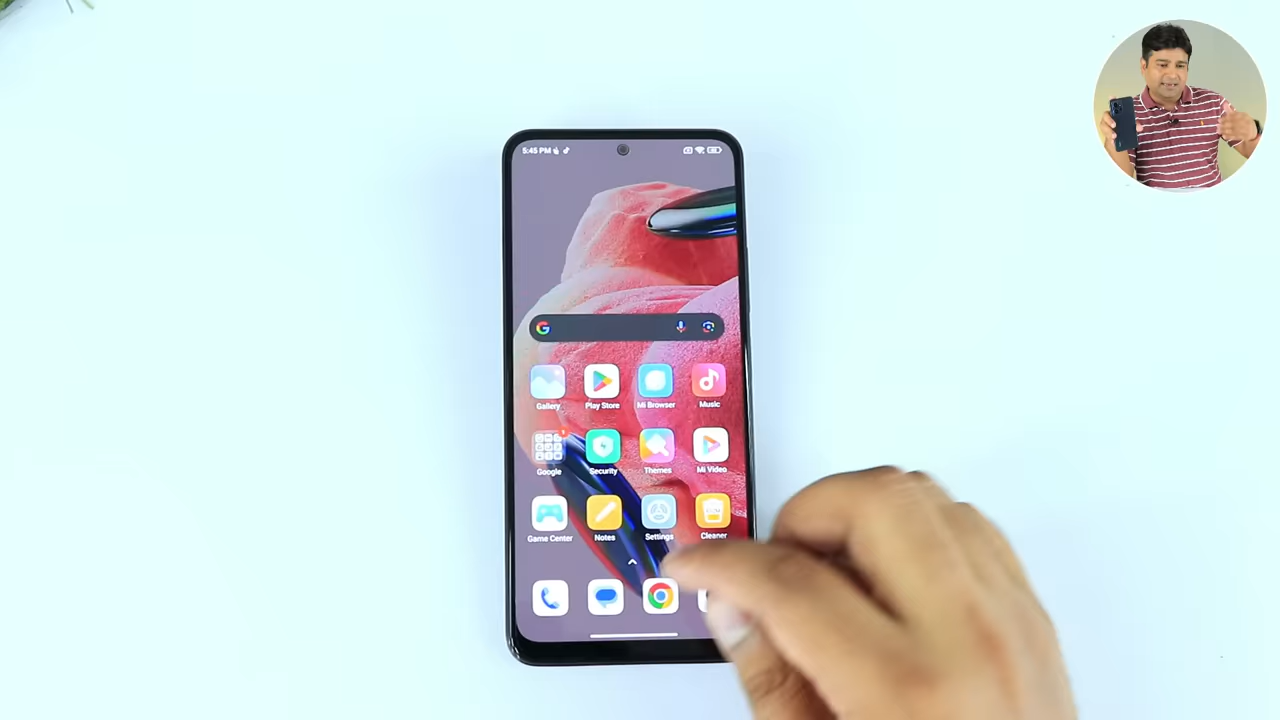 5:45 PM
Gallery Play Store Mi Browser Music
Google Security Themes Mi Video
Game Center Notes Settings Cleaner